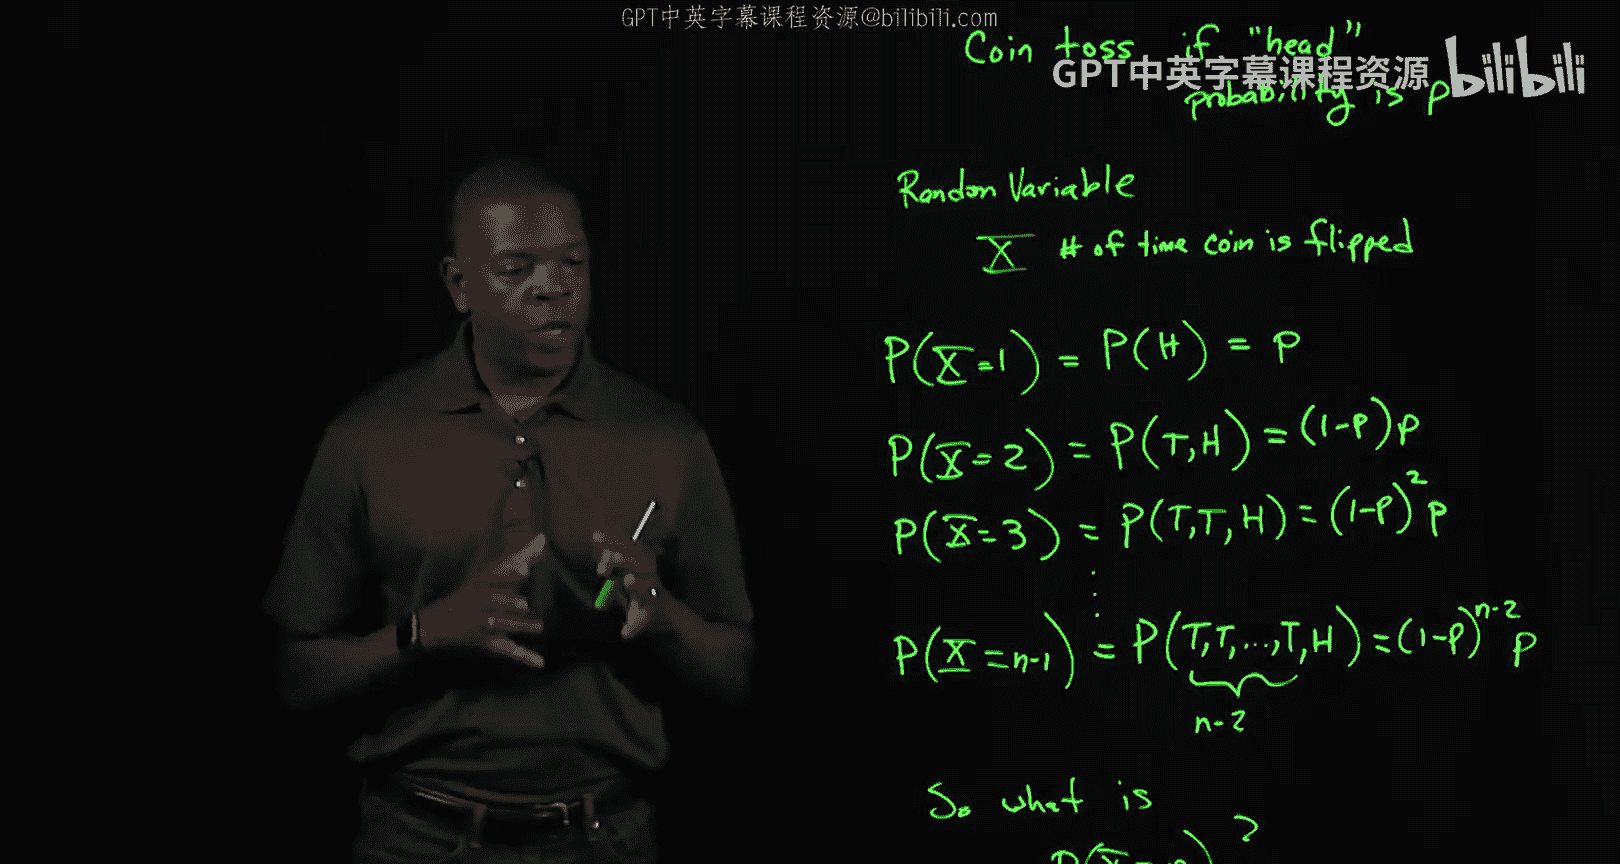 GPT中英字幕课程资源@bilibili.com
Coin toss if "head"
GPT中英字幕课程资源 bilibili
probability is p
Random Variable
X # of time coin is flipped
P(X=1) = P(H) = p
P(X=2) = P(T,H) = (1-p)p
P(X=3) = P(T,T,H) = (1-p)² p
⋮
P(X=n-1) = P(T,T,...,T,H) = (1-p)ⁿ⁻² p
n-2
So what is
?